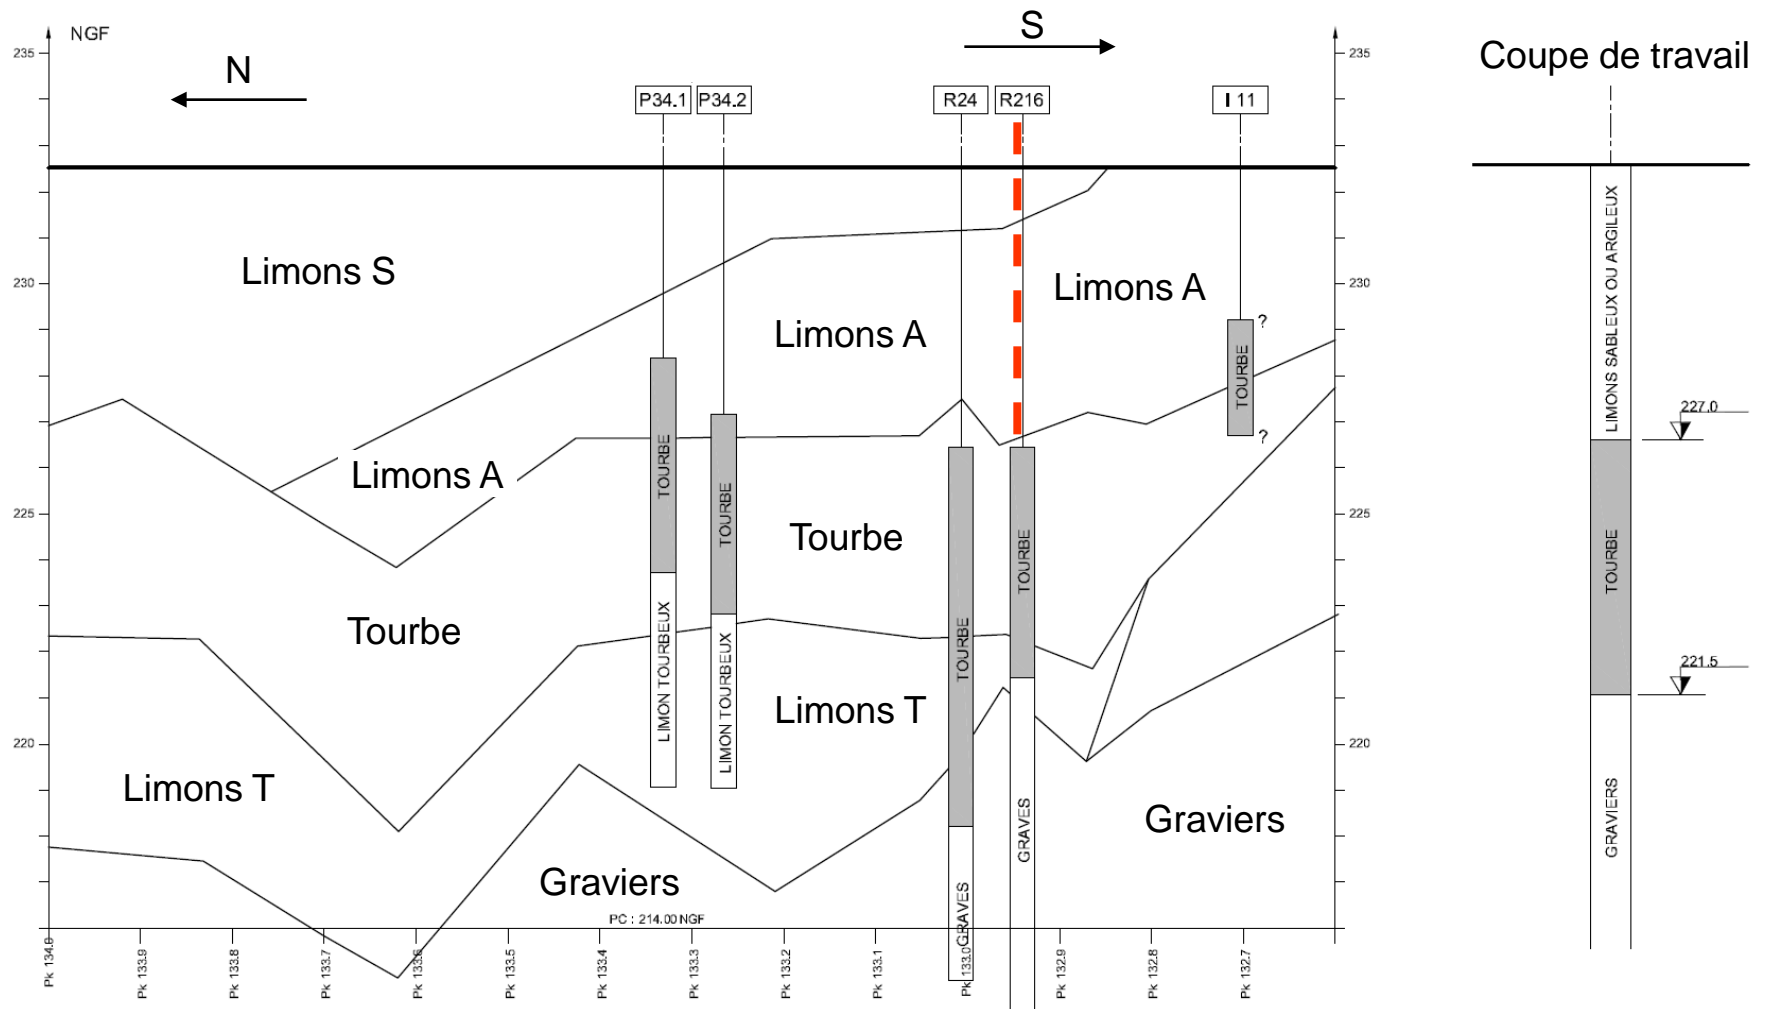 NGF
S
235
235
Coupe de travail
N
P34.1
P34.2
R24
R216
I 11
LIMONS SABLEUX OU ARGILEUX
Limons S
230
Limons A
230
Limons A
?
TOURBE
227.0
?
Limons A
TOURBE
TOURBE
225
Tourbe
TOURBE
225
TOURBE
Tourbe
LIMON TOURBEUX
LIMON TOURBEUX
TOURBE
221.5
Limons T
220
220
Limons T
GRAVES
Graviers
GRAVIERS
Graviers
PC : 214.00 NGF
GRAVES
Pk 134.0
Pk 133.9
Pk 133.8
Pk 133.7
Pk 133.6
Pk 133.5
Pk 133.4
Pk 133.3
Pk 133.2
Pk 133.1
Pk 133.0
Pk 132.9
Pk 132.8
Pk 132.7